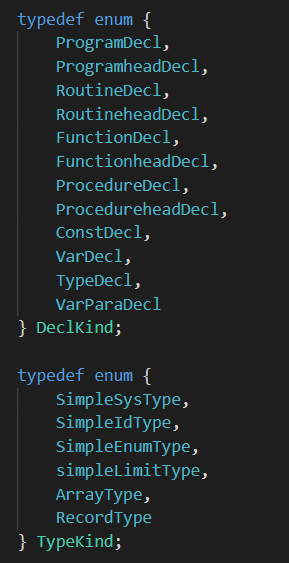 typedef enum {
    ProgramDecl,
    ProgramheadDecl,
    RoutineDecl,
    RoutineheadDecl,
    FunctionDecl,
    FunctionheadDecl,
    ProcedureDecl,
    ProcedureheadDecl,
    ConstDecl,
    VarDecl,
    TypeDecl,
    VarParaDecl
} DeclKind;

typedef enum {
    SimpleSysType,
    SimpleIdType,
    SimpleEnumType,
    simpleLimitType,
    ArrayType,
    RecordType
} TypeKind;